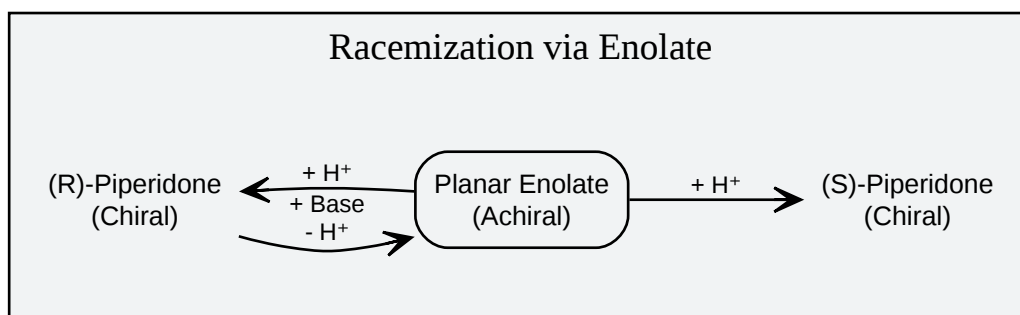 Racemization via Enolate
(R)-Piperidone
(Chiral)
+ H⁺
+ Base
- H⁺
Planar Enolate
(Achiral)
+ H⁺
(S)-Piperidone
(Chiral)